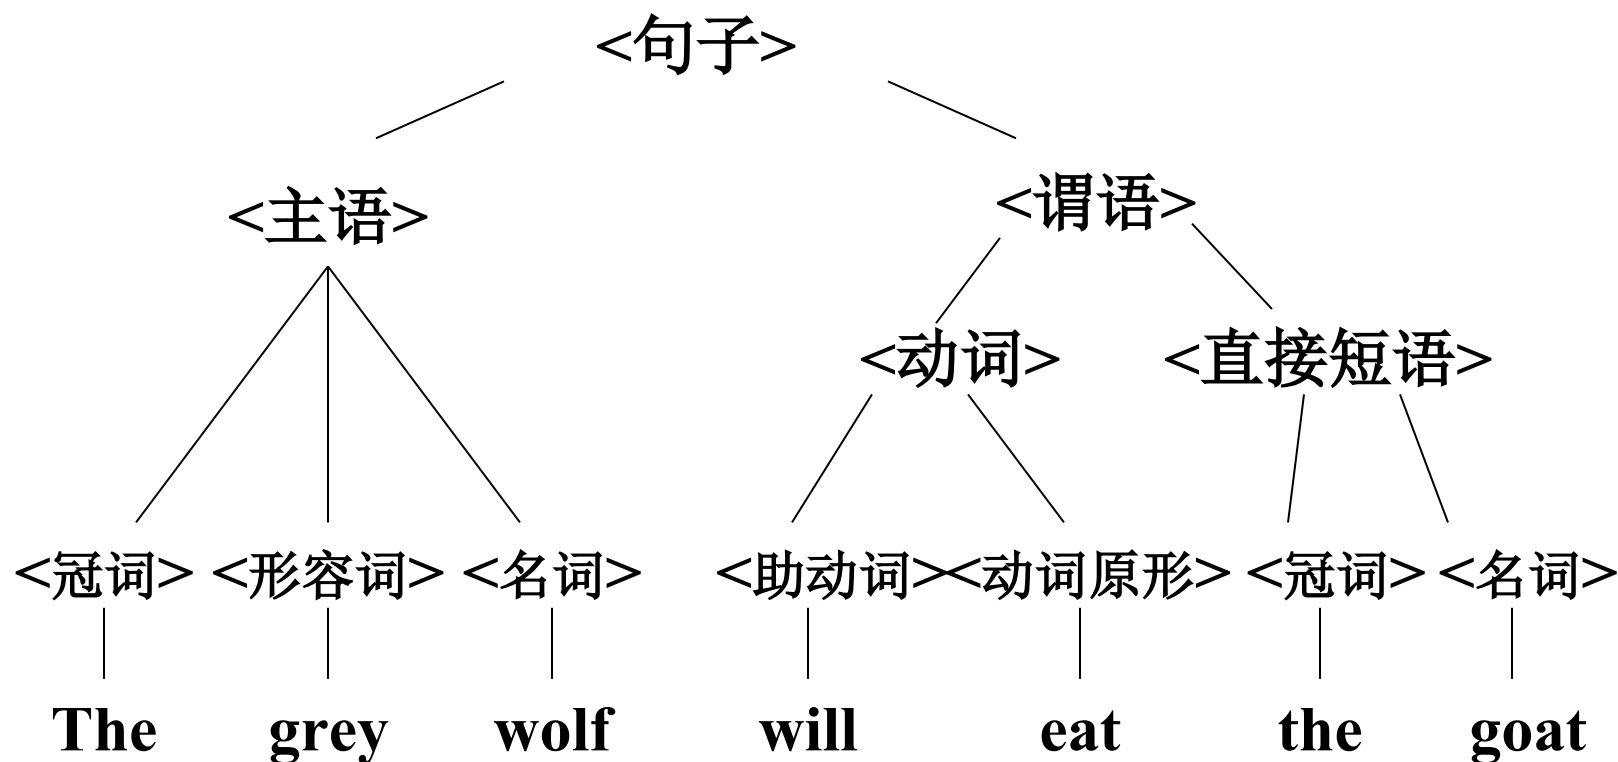 <句子>
<主语> <谓语>
<动词> <直接短语>
<冠词> <形容词> <名词> <助动词> <动词原形> <冠词> <名词>
The grey wolf will eat the goat